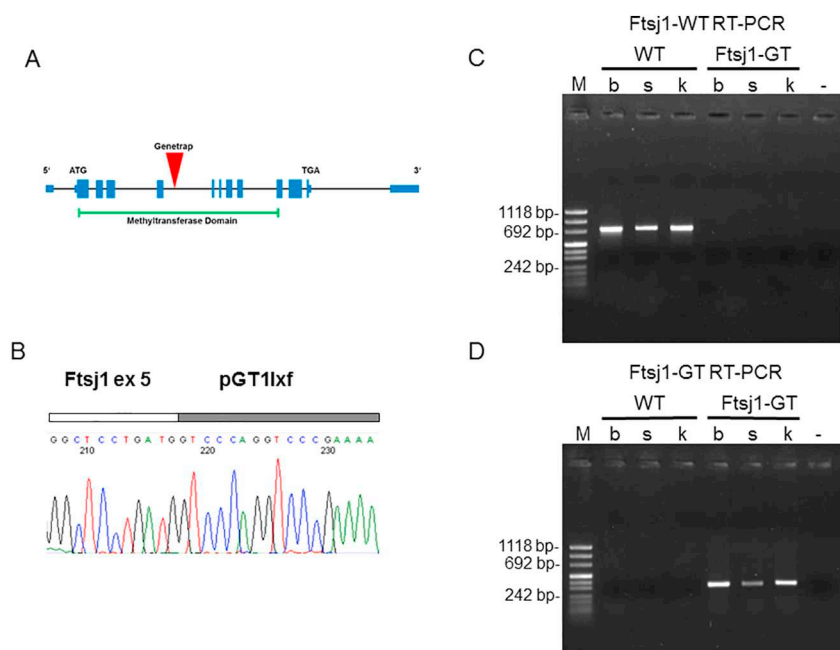 A
Genetrap
5'
ATG
TGA
3'
Methyltransferase Domain
B
Ftsj1 ex 5
pGT1lxf
GGCTCCTGATGGTCCCAGGTCCCGAAAA
210
220
230
C
Ftsj1-WT RT-PCR
WT
Ftsj1-GT
M b s k b s k -
1118 bp-
692 bp-
242 bp-
D
Ftsj1-GT RT-PCR
WT
Ftsj1-GT
M b s k b s k -
1118 bp-
692 bp-
242 bp-